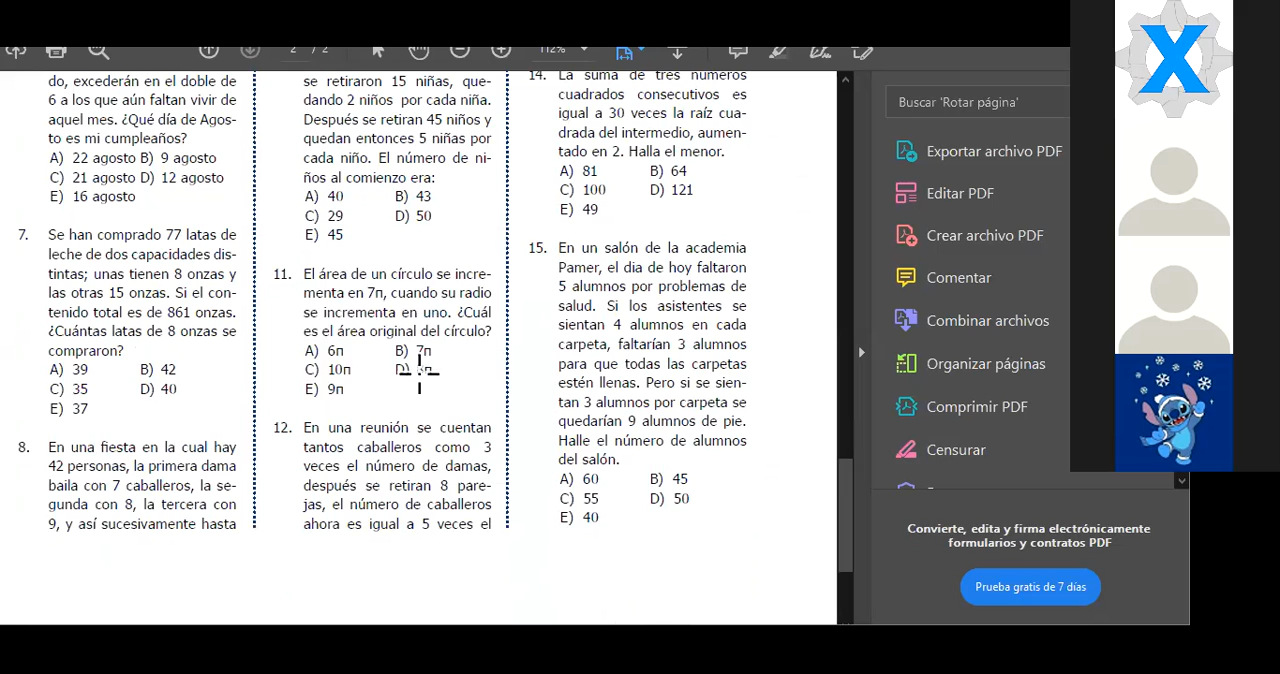 2 / 2
112%
do, excederán en el doble de
6 a los que aún faltan vivir de
aquel mes. ¿Qué día de Agos-
to es mi cumpleaños?
A) 22 agosto B) 9 agosto
C) 21 agosto D) 12 agosto
E) 16 agosto
7. Se han comprado 77 latas de
leche de dos capacidades dis-
tintas; unas tienen 8 onzas y
las otras 15 onzas. Si el con-
tenido total es de 861 onzas.
¿Cuántas latas de 8 onzas se
compraron?
A) 39 B) 42
C) 35 D) 40
E) 37
8. En una fiesta en la cual hay
42 personas, la primera dama
baila con 7 caballeros, la se-
gunda con 8, la tercera con
9, y así sucesivamente hasta
se retiraron 15 niñas, que-
dando 2 niños por cada niña.
Después se retiran 45 niños y
quedan entonces 5 niñas por
cada niño. El número de ni-
ños al comienzo era:
A) 40 B) 43
C) 29 D) 50
E) 45
11. El área de un círculo se incre-
menta en 7π, cuando su radio
se incrementa en uno. ¿Cuál
es el área original del círculo?
A) 6π B) 7π
C) 10π D)
E) 9π
12. En una reunión se cuentan
tantos caballeros como 3
veces el número de damas,
después se retiran 8 pare-
jas, el número de caballeros
ahora es igual a 5 veces el
14. La suma de tres números
cuadrados consecutivos es
igual a 30 veces la raíz cua-
drada del intermedio, aumen-
tado en 2. Halla el menor.
A) 81 B) 64
C) 100 D) 121
E) 49
15. En un salón de la academia
Pamer, el dia de hoy faltaron
5 alumnos por problemas de
salud. Si los asistentes se
sientan 4 alumnos en cada
carpeta, faltarían 3 alumnos
para que todas las carpetas
estén llenas. Pero si se sien-
tan 3 alumnos por carpeta se
quedarían 9 alumnos de pie.
Halle el número de alumnos
del salón.
A) 60 B) 45
C) 55 D) 50
E) 40
Buscar 'Rotar página'
Exportar archivo PDF
Editar PDF
Crear archivo PDF
Comentar
Combinar archivos
Organizar páginas
Comprimir PDF
Censurar
Convierte, edita y firma electrónicamente
formularios y contratos PDF
Prueba gratis de 7 días
X